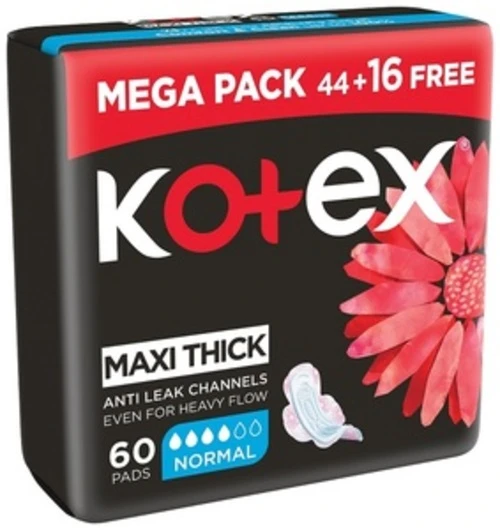 MEGA PACK 44+16 FREE
Kotex
MAXI THICK
ANTI LEAK CHANNELS
EVEN FOR HEAVY FLOW
60
PADS
NORMAL